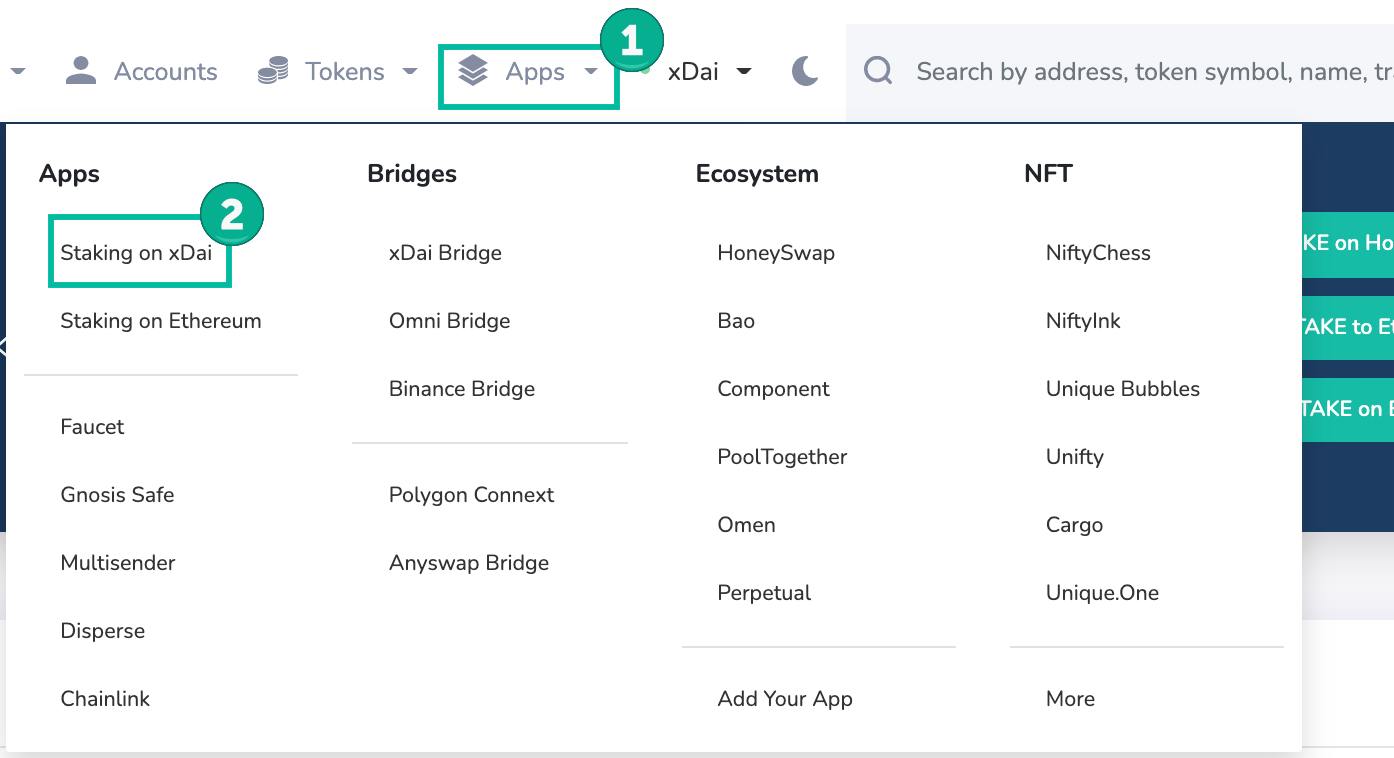 Accounts Tokens Apps 1 xDai Search by address, token symbol, name, tr
Apps
2
Staking on xDai
Staking on Ethereum
Faucet
Gnosis Safe
Multisender
Disperse
Chainlink
Bridges
xDai Bridge
Omni Bridge
Binance Bridge
Polygon Connext
Anyswap Bridge
Ecosystem
HoneySwap
Bao
Component
PoolTogether
Omen
Perpetual
Add Your App
NFT
NiftyChess
NiftyInk
Unique Bubbles
Unifty
Cargo
Unique.One
More
KE on Ho
TAKE to Et
TAKE on E